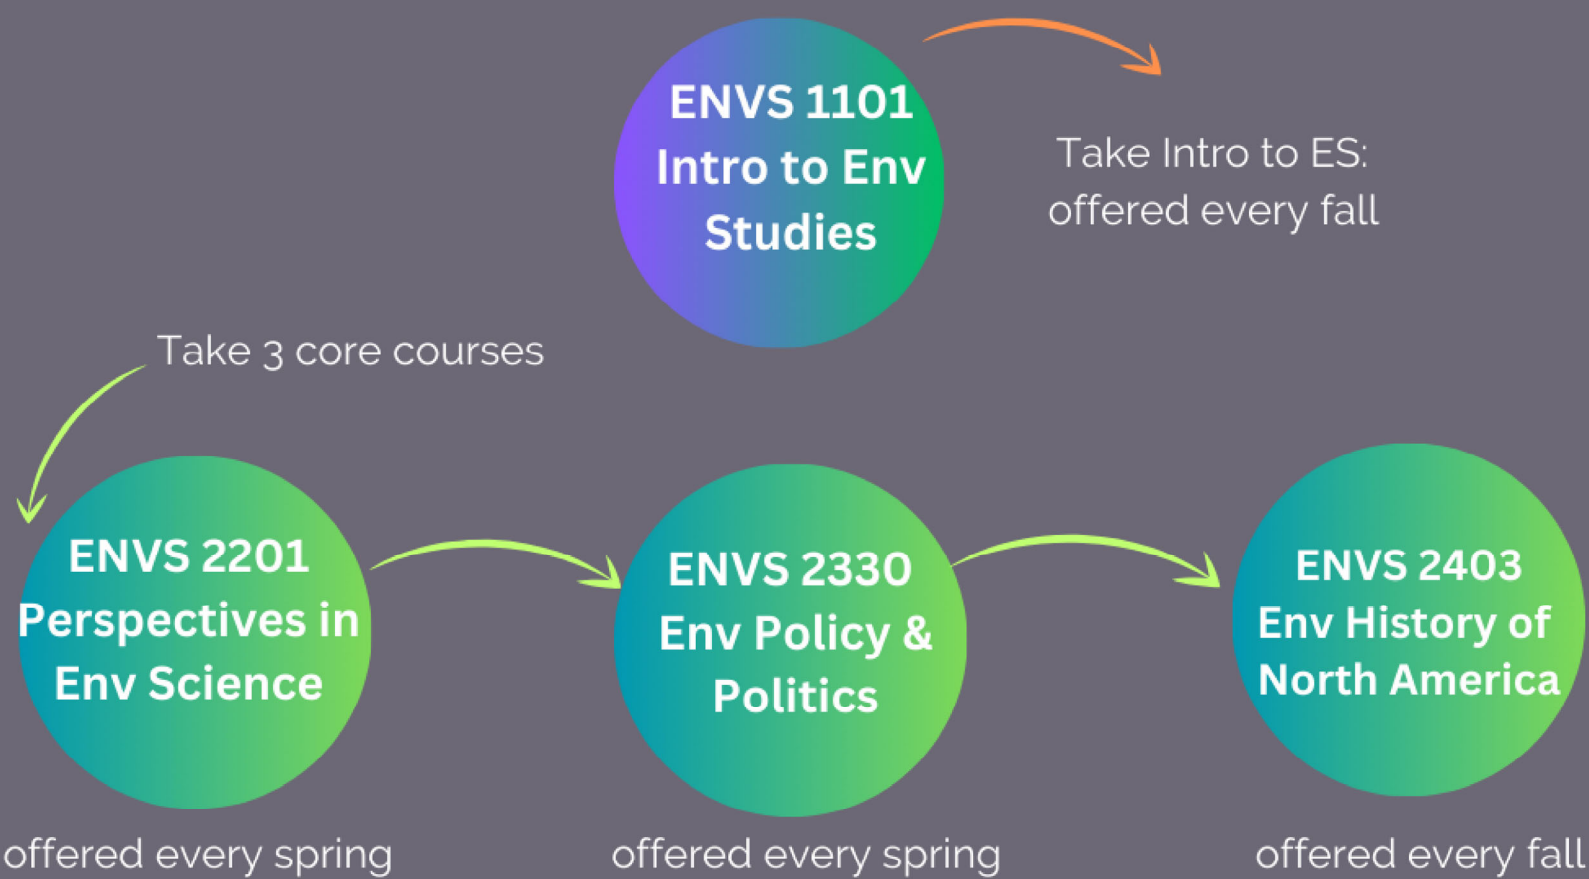 ENVS 1101
Intro to Env
Studies
Take Intro to ES:
offered every fall
Take 3 core courses
ENVS 2201
Perspectives in
Env Science
offered every spring
ENVS 2330
Env Policy &
Politics
offered every spring
ENVS 2403
Env History of
North America
offered every fall